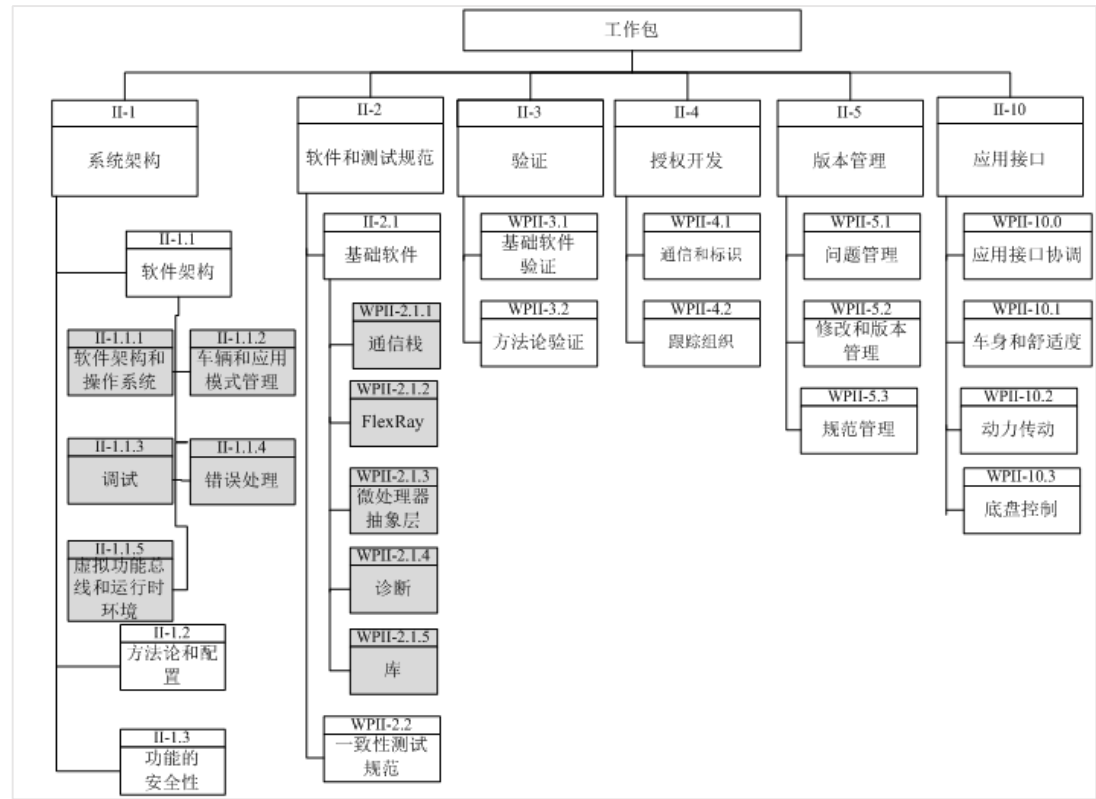 工作包
II-1
系统架构
II-2
软件和测试规范
II-3
验证
II-4
授权开发
II-5
版本管理
II-10
应用接口
II-1.1
软件架构
II-1.1.1
软件架构和
操作系统
II-1.1.2
车辆和应用
模式管理
II-1.1.3
调试
II-1.1.4
错误处理
II-1.1.5
虚拟功能总
线和运行时
环境
II-1.2
方法论和配
置
II-1.3
功能的
安全性
II-2.1
基础软件
WPII-2.1.1
通信栈
WPII-2.1.2
FlexRay
WPII-2.1.3
微处理器
抽象层
WPII-2.1.4
诊断
WPII-2.1.5
库
WPII-2.2
一致性测试
规范
WPII-3.1
基础软件
验证
WPII-3.2
方法论验证
WPII-4.1
通信和标识
WPII-4.2
跟踪组织
WPII-5.1
问题管理
WPII-5.2
修改和版本
管理
WPII-5.3
规范管理
WPII-10.0
应用接口协调
WPII-10.1
车身和舒适度
WPII-10.2
动力传动
WPII-10.3
底盘控制